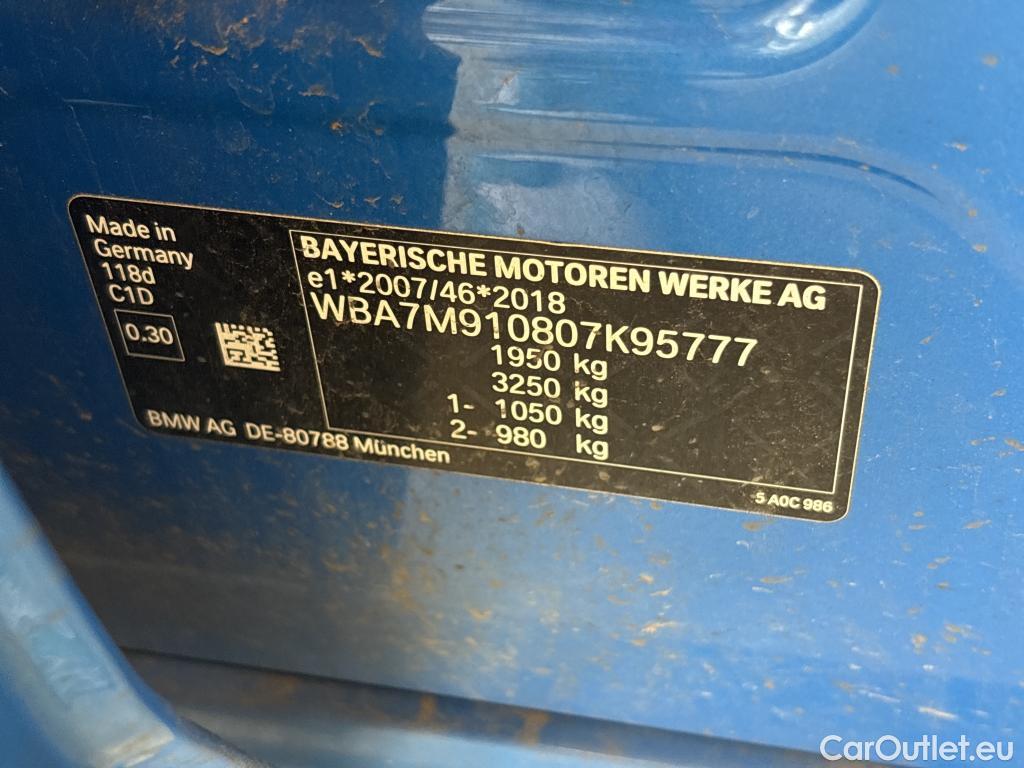 Made in
Germany
118d
C1D
0.30
BAYERISCHE MOTOREN WERKE AG
e1*2007/46*2018
WBA7M910807K95777
1950 kg
3250 kg
1- 1050 kg
2- 980 kg
BMW AG DE-80788 München
5 A0C 986
CarOutlet.eu